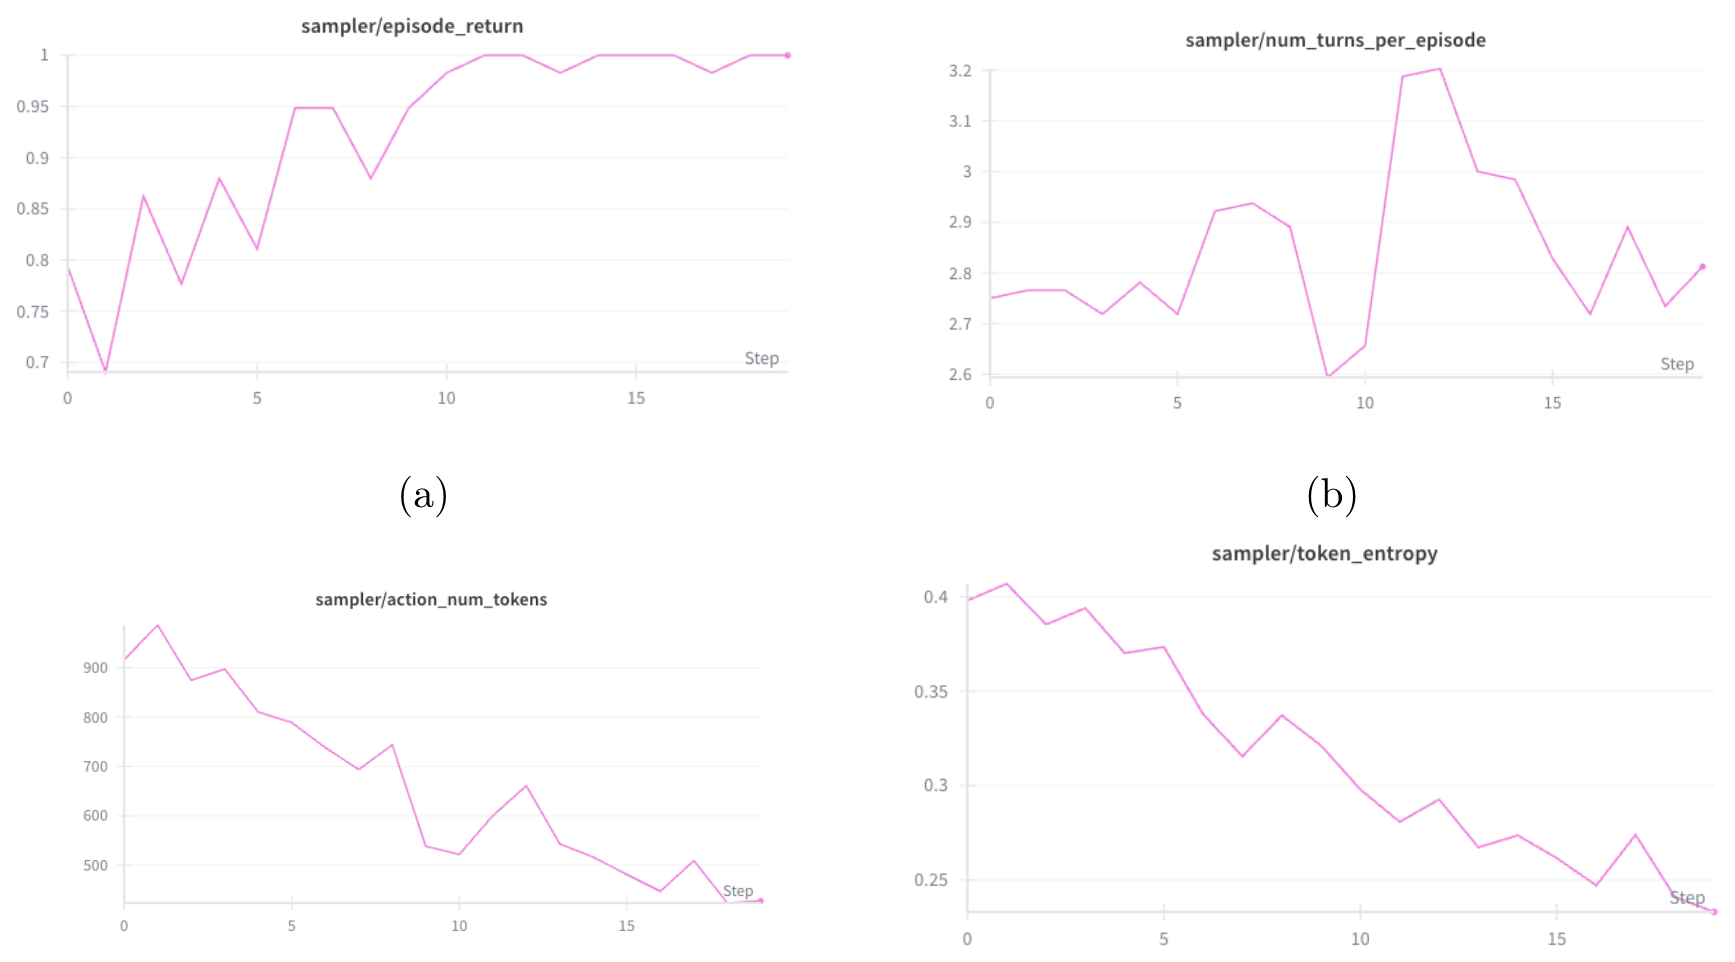 sampler/episode_return
1
0.95
0.9
0.85
0.8
0.75
0.7
Step
0 5 10 15
(a)
sampler/num_turns_per_episode
3.2
3.1
3
2.9
2.8
2.7
2.6
Step
0 5 10 15
(b)
sampler/action_num_tokens
900
800
700
600
500
Step
0 5 10 15
sampler/token_entropy
0.4
0.35
0.3
0.25
Step
0 5 10 15